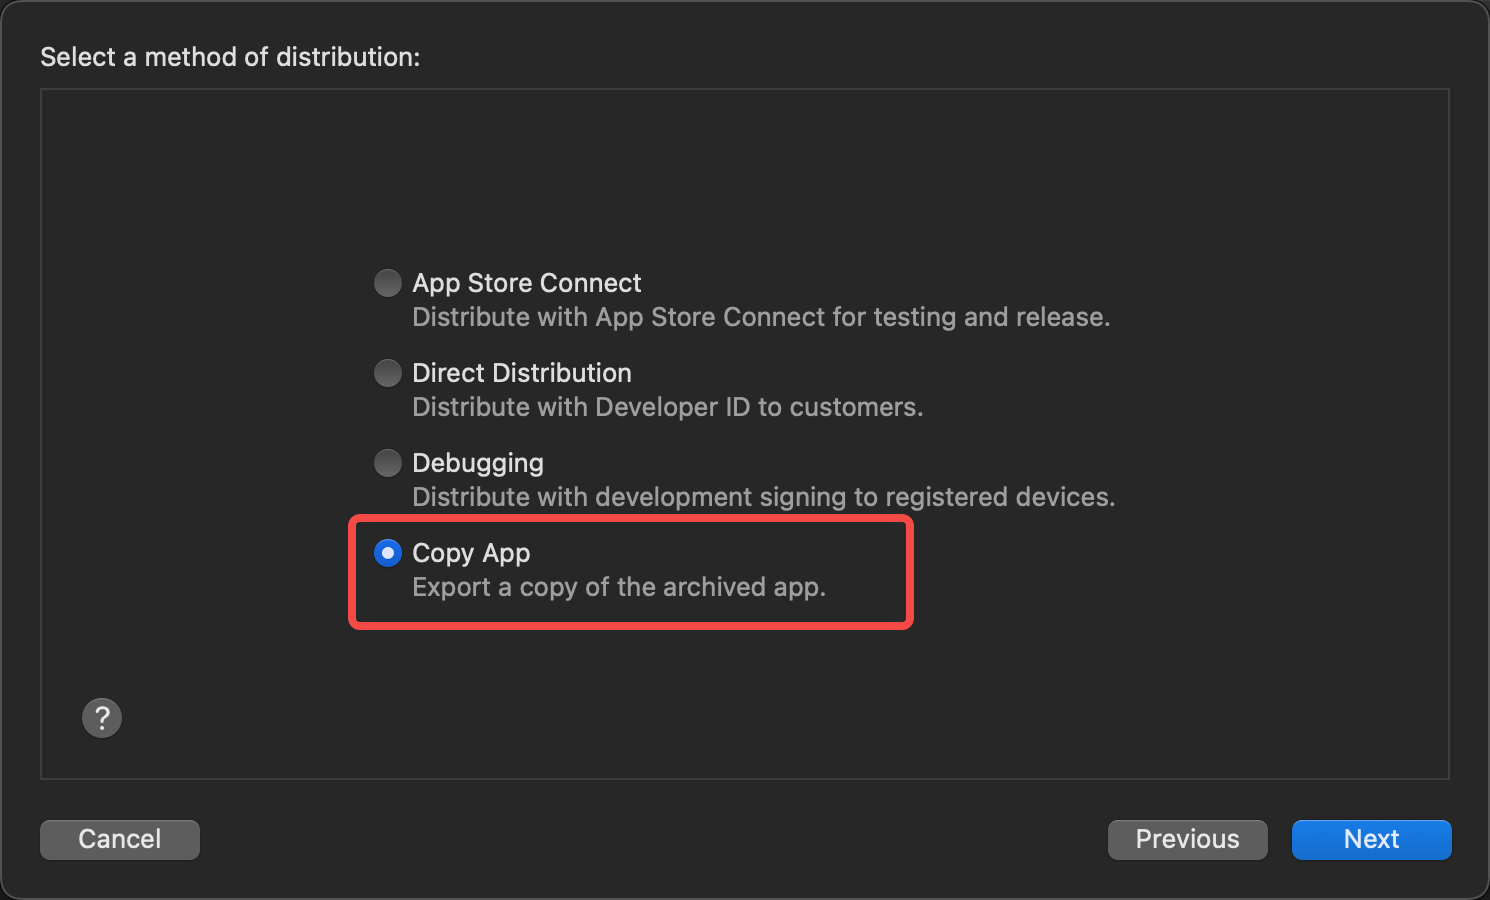 Select a method of distribution:
App Store Connect
Distribute with App Store Connect for testing and release.
Direct Distribution
Distribute with Developer ID to customers.
Debugging
Distribute with development signing to registered devices.
Copy App
Export a copy of the archived app.
?
Cancel
Previous
Next